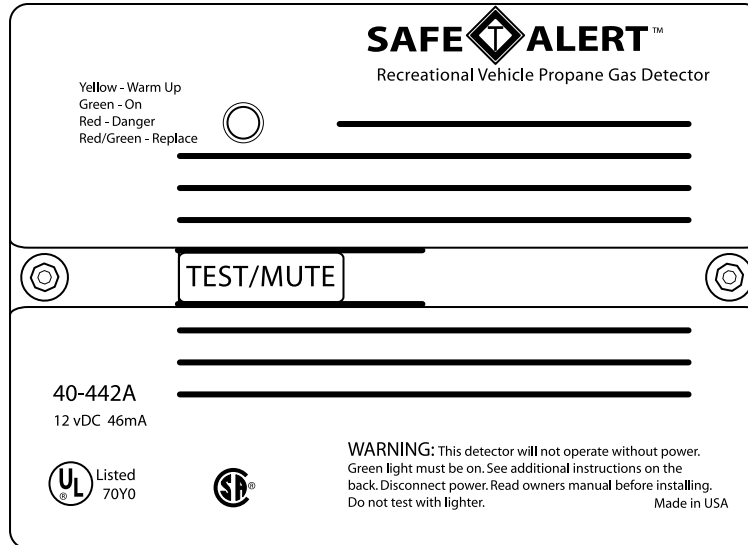 SAFE T ALERT™
Recreational Vehicle Propane Gas Detector
Yellow - Warm Up
Green - On
Red - Danger
Red/Green - Replace
TEST/MUTE
40-442A
12 vDC 46mA
UL® Listed
70Y0
SA®
WARNING: This detector will not operate without power.
Green light must be on. See additional instructions on the
back. Disconnect power. Read owners manual before installing.
Do not test with lighter. Made in USA